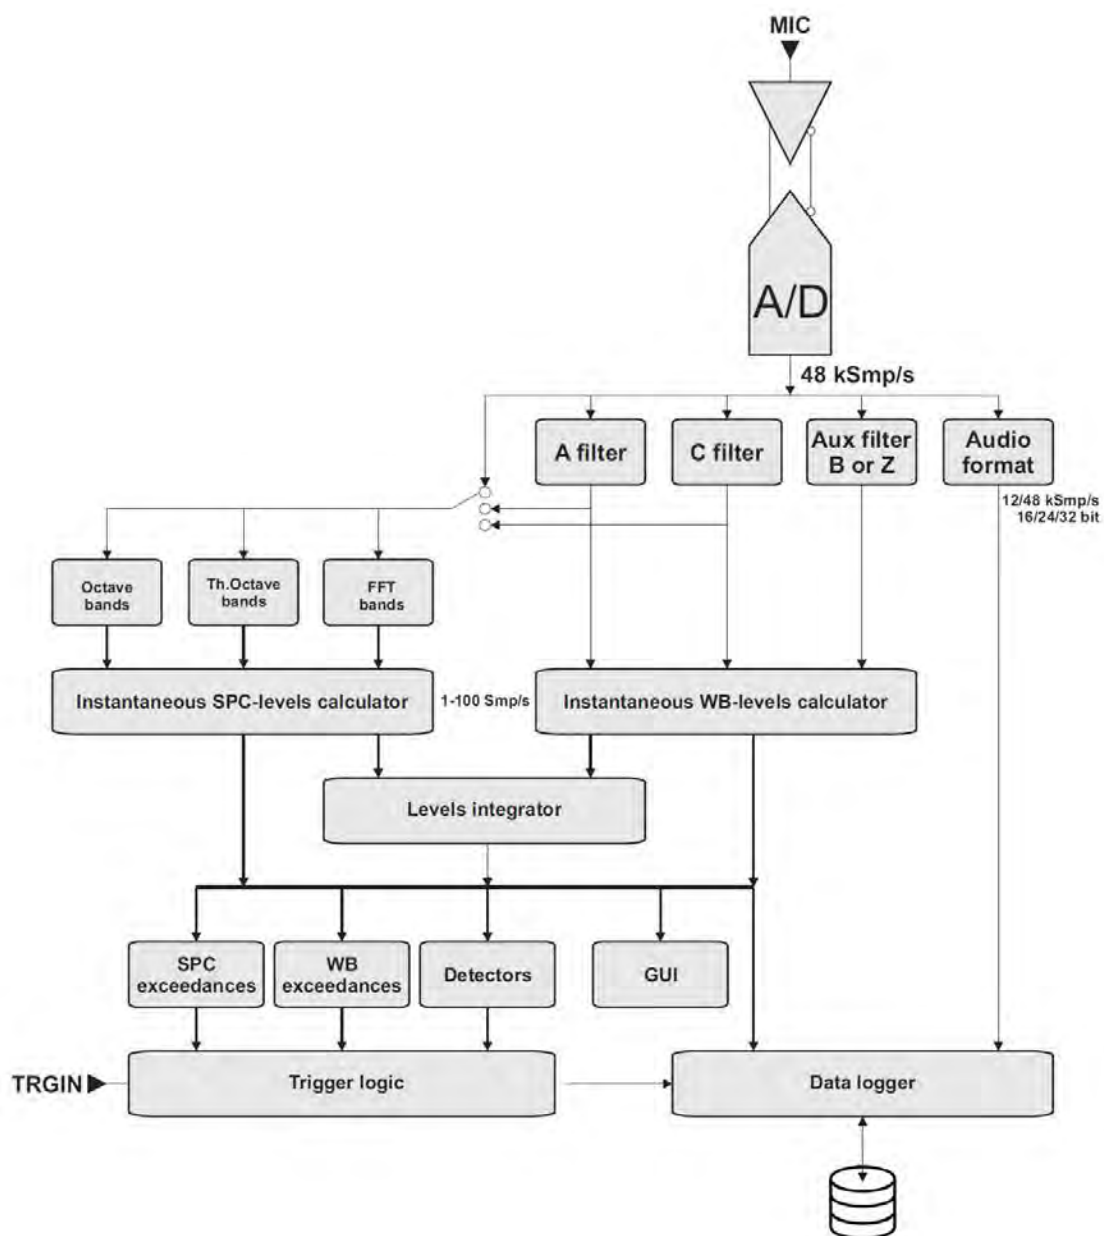 MIC
A/D
48 kSmp/s
A filter
C filter
Aux filter
B or Z
Audio
format
12/48 kSmp/s
16/24/32 bit
Octave
bands
Th.Octave
bands
FFT
bands
Instantaneous SPC-levels calculator
1-100 Smp/s
Instantaneous WB-levels calculator
Levels integrator
SPC
exceedances
WB
exceedances
Detectors
GUI
TRGIN
Trigger logic
Data logger